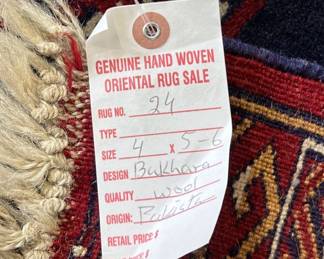 GENUINE HAND WOVEN
ORIENTAL RUG SALE
RUG NO. 24
TYPE
SIZE 4 X 5-6
DESIGN Bukhara
QUALITY wool
ORIGIN:
RETAIL PRICE $
PRICE $